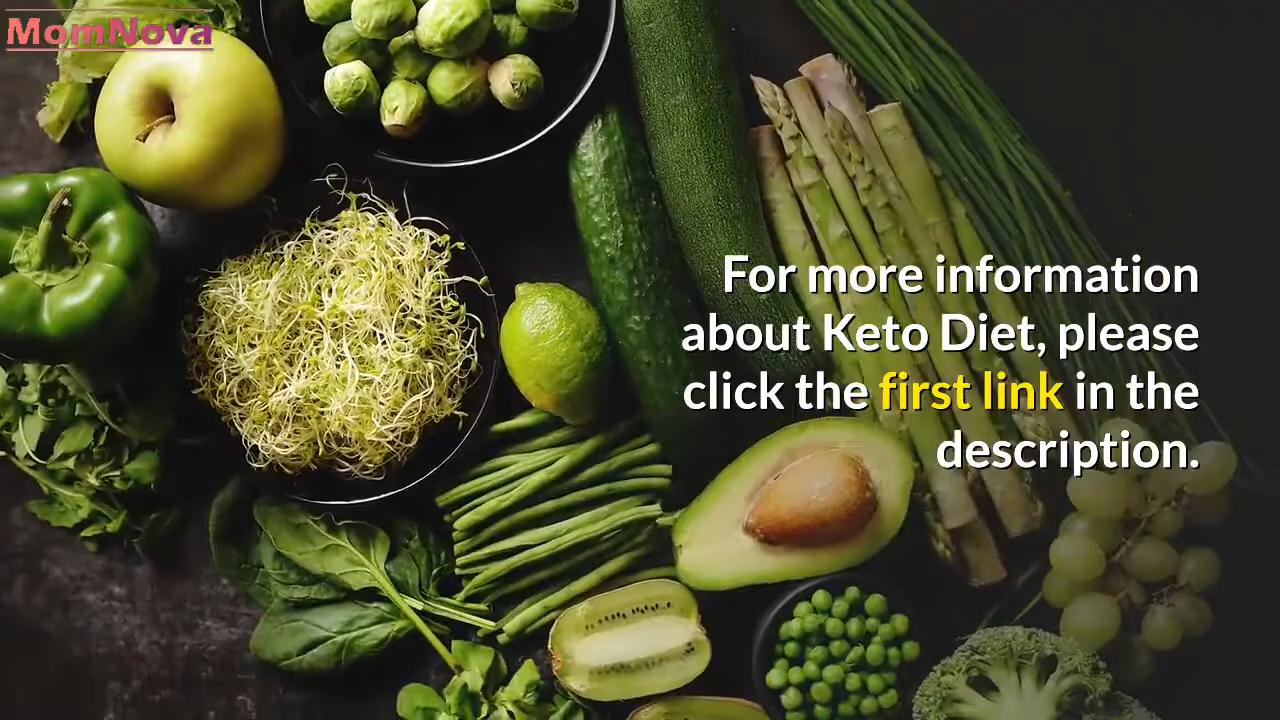 MomNova
For more information
about Keto Diet, please
click the first link in the
description.